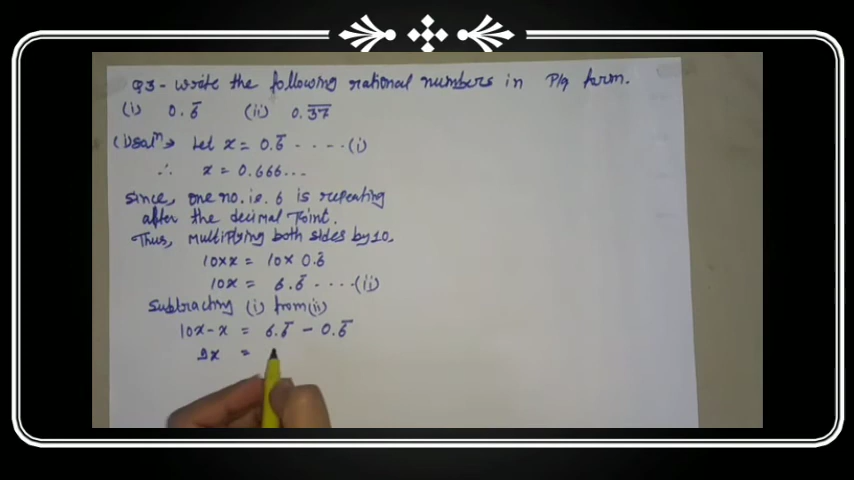 Q3- Write the following rational numbers in P/q form.
(i) 0.6̅ (ii) 0.3̅7̅
(i) Solⁿ→ Let x = 0.6̅ ----- (i)
∴ x = 0.666...
since, one no. i.e. 6 is repeating
after the decimal Point.
Thus, multiplying both sides by 10.
10×x = 10× 0.6̅
10x = 6.6̅ ---- (ii)
Subtracting (i) from (ii)
10x-x = 6.6̅ - 0.6̅
9x =